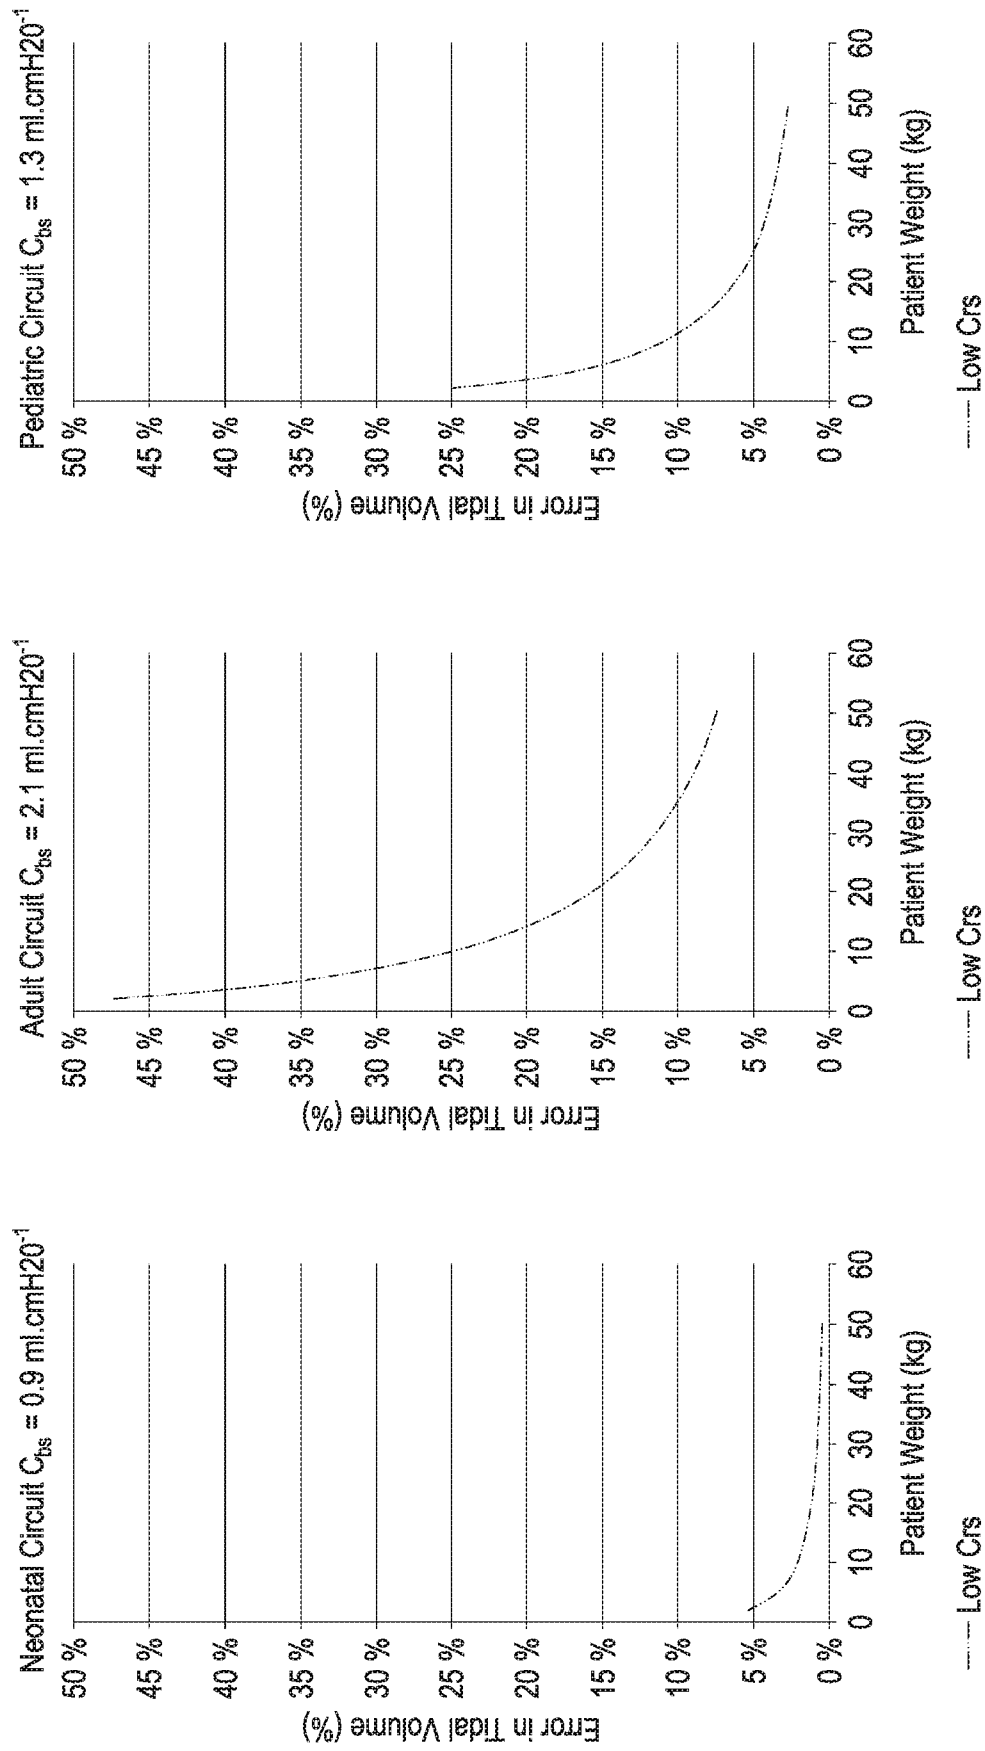 Neonatal Circuit Cbs = 0.9 ml.cmH20-1
50 %
45 %
40 %
35 %
30 %
25 %
20 %
15 %
10 %
5 %
0 %
Error in Tidal Volume (%)
0 10 20 30 40 50 60
Patient Weight (kg)
Low Crs
Adult Circuit Cbs = 2.1 ml.cmH20-1
50 %
45 %
40 %
35 %
30 %
25 %
20 %
15 %
10 %
5 %
0 %
Error in Tidal Volume (%)
0 10 20 30 40 50 60
Patient Weight (kg)
Low Crs
Pediatric Circuit Cbs = 1.3 ml.cmH20-1
50 %
45 %
40 %
35 %
30 %
25 %
20 %
15 %
10 %
5 %
0 %
Error in Tidal Volume (%)
0 10 20 30 40 50 60
Patient Weight (kg)
Low Crs